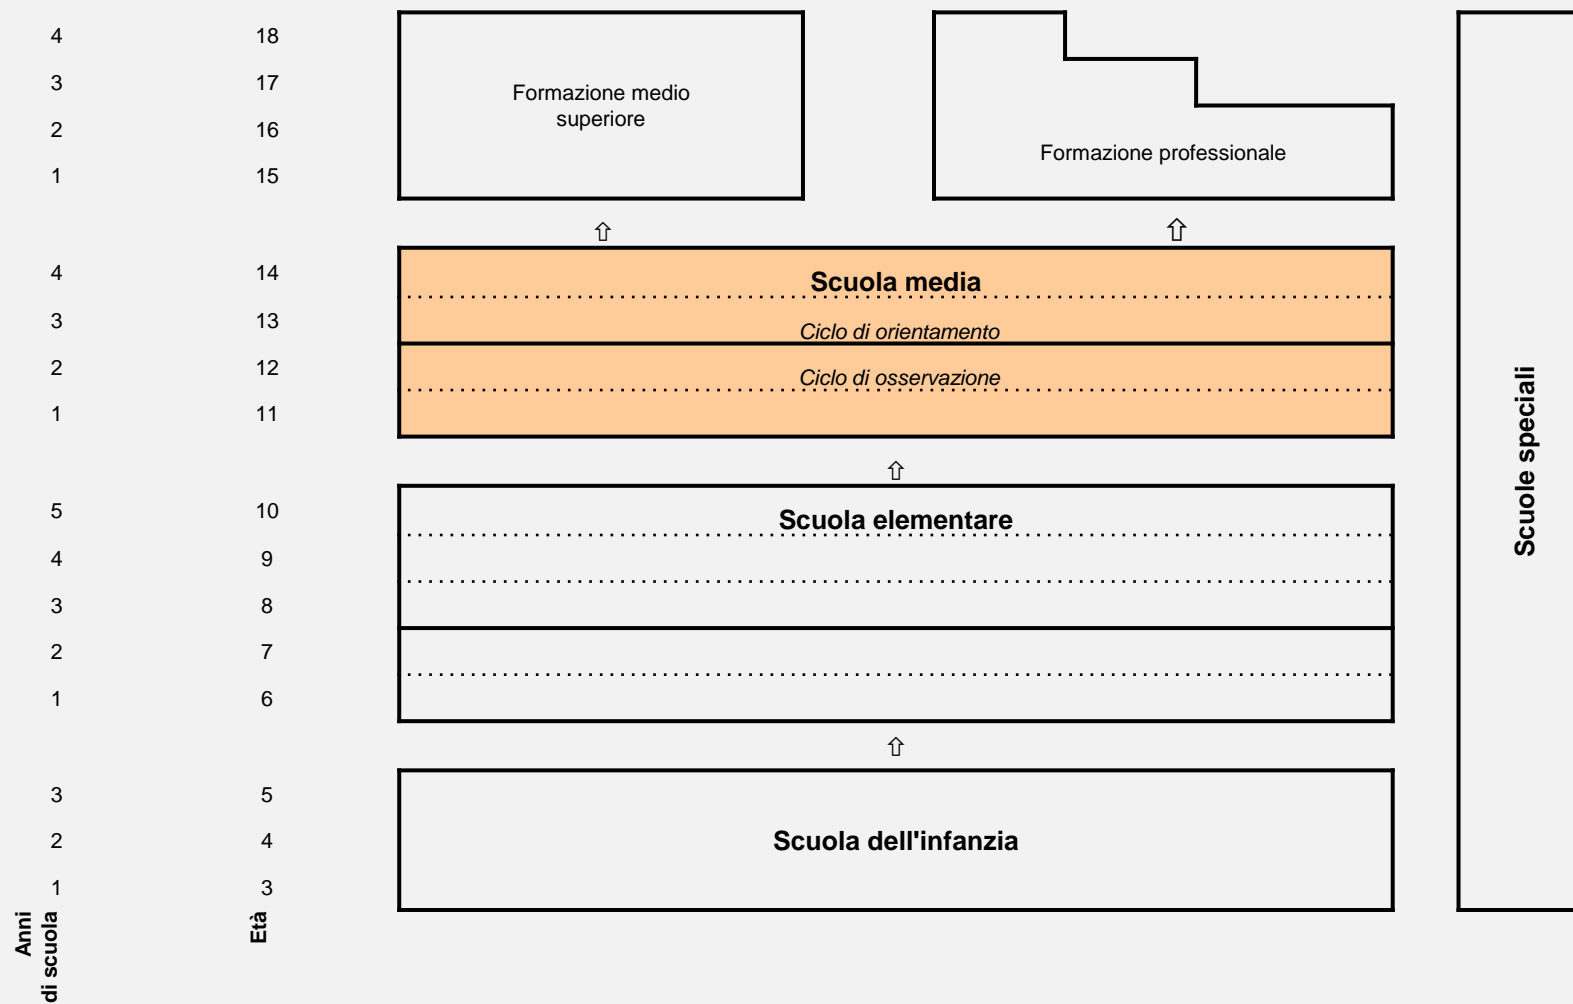 4 18
3 17
Formazione medio
superiore
2 16
Formazione professionale
1 15
⇧ ⇧
4 14 Scuola media
3 13 Ciclo di orientamento
2 12 Ciclo di osservazione
1 11
⇧
5 10 Scuola elementare
4 9
3 8
2 7
1 6
⇧
3 5
2 4 Scuola dell'infanzia
1 3
Anni
di scuola
Età
Scuole speciali